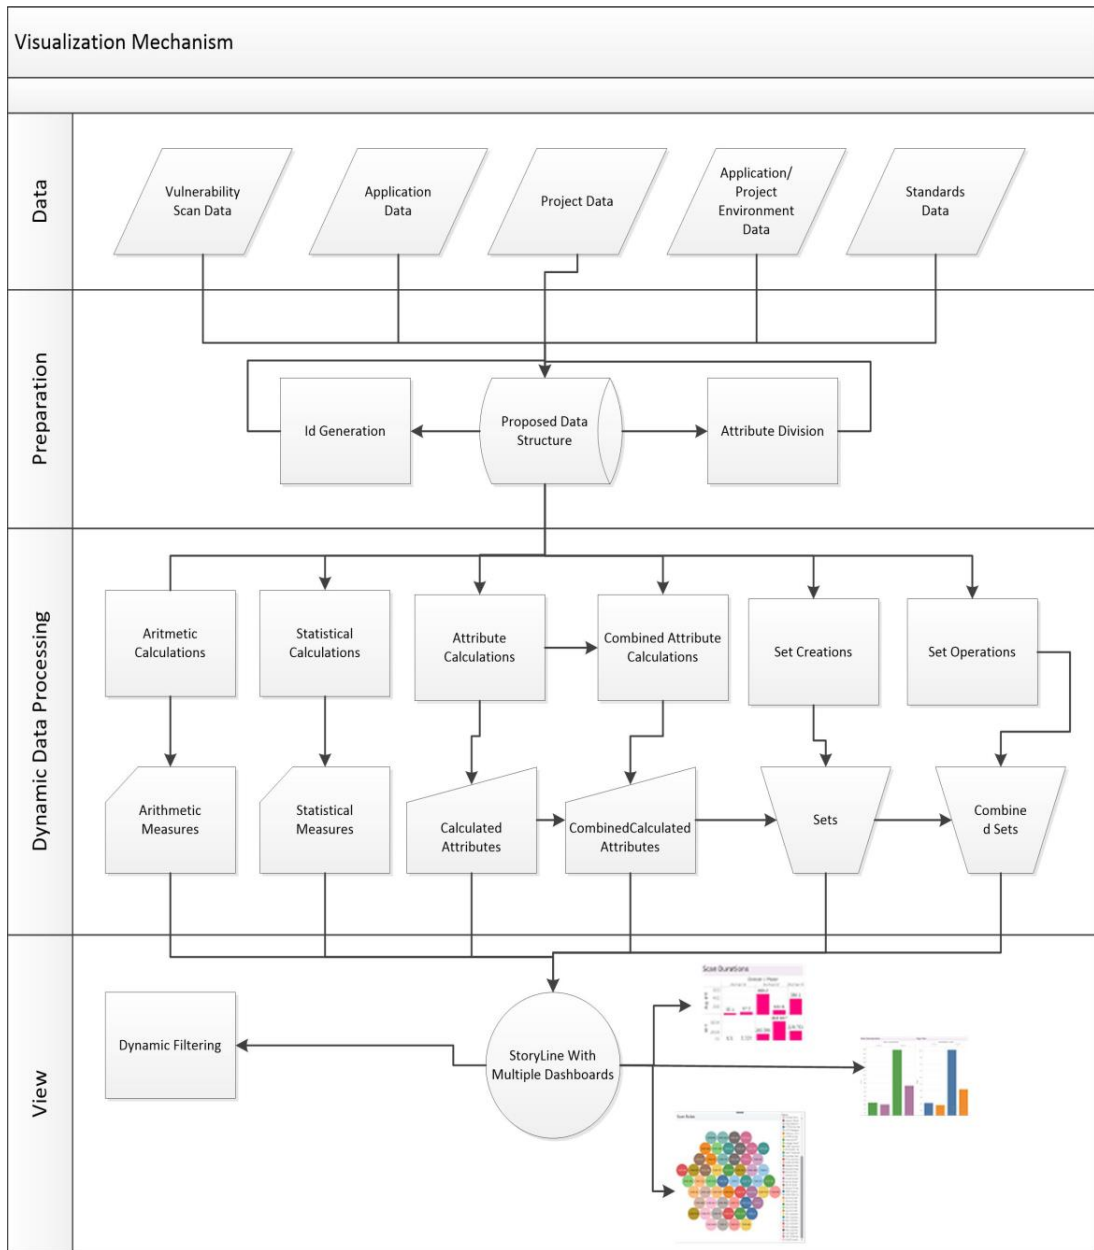 Visualization Mechanism
Data
Vulnerability
Scan Data
Application
Data
Project Data
Application/
Project
Environment
Data
Standards
Data
Preparation
Id Generation
Proposed Data
Structure
Attribute Division
Dynamic Data Processing
Aritmetic
Calculations
Statistical
Calculations
Attribute
Calculations
Combined Attribute
Calculations
Set Creations
Set Operations
Arithmetic
Measures
Statistical
Measures
Calculated
Attributes
CombinedCalculated
Attributes
Sets
Combine
d Sets
View
Dynamic Filtering
StoryLine With
Multiple Dashboards
Scan Durations